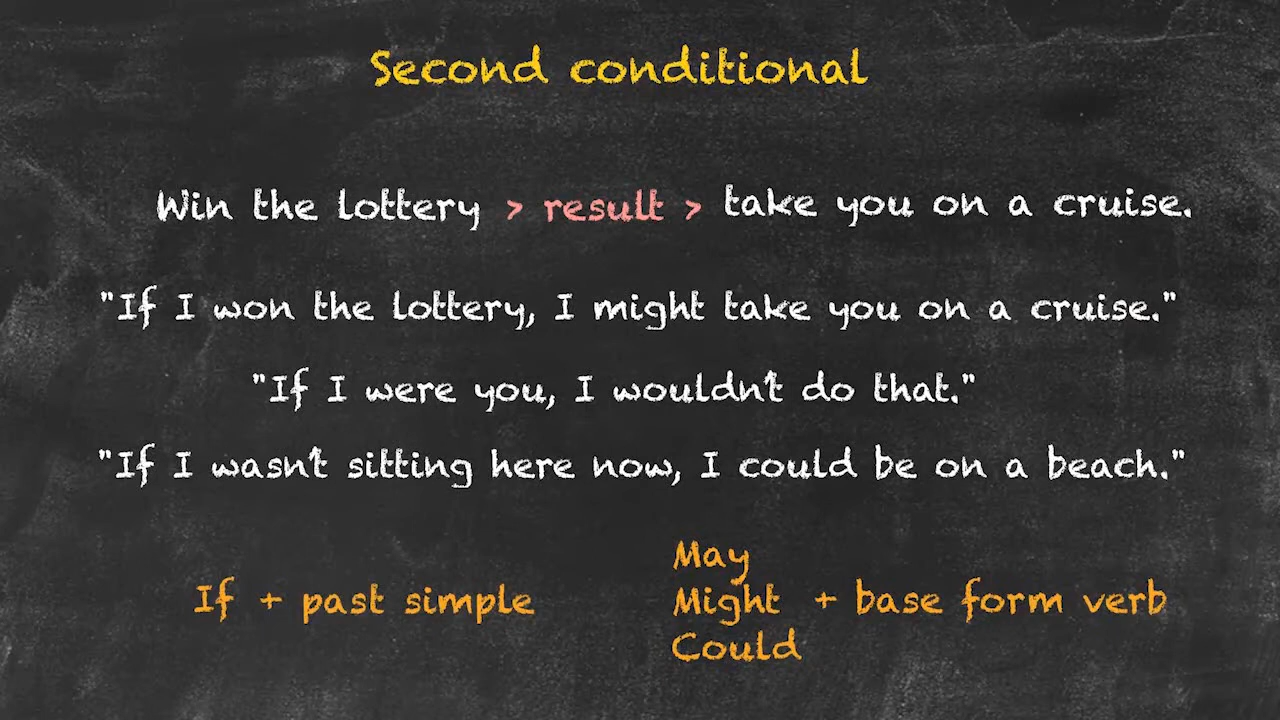 Second conditional
Win the lottery > result > take you on a cruise.
"If I won the lottery, I might take you on a cruise."
"If I were you, I wouldn't do that."
"If I wasn't sitting here now, I could be on a beach."
May
If + past simple Might + base form verb
Could